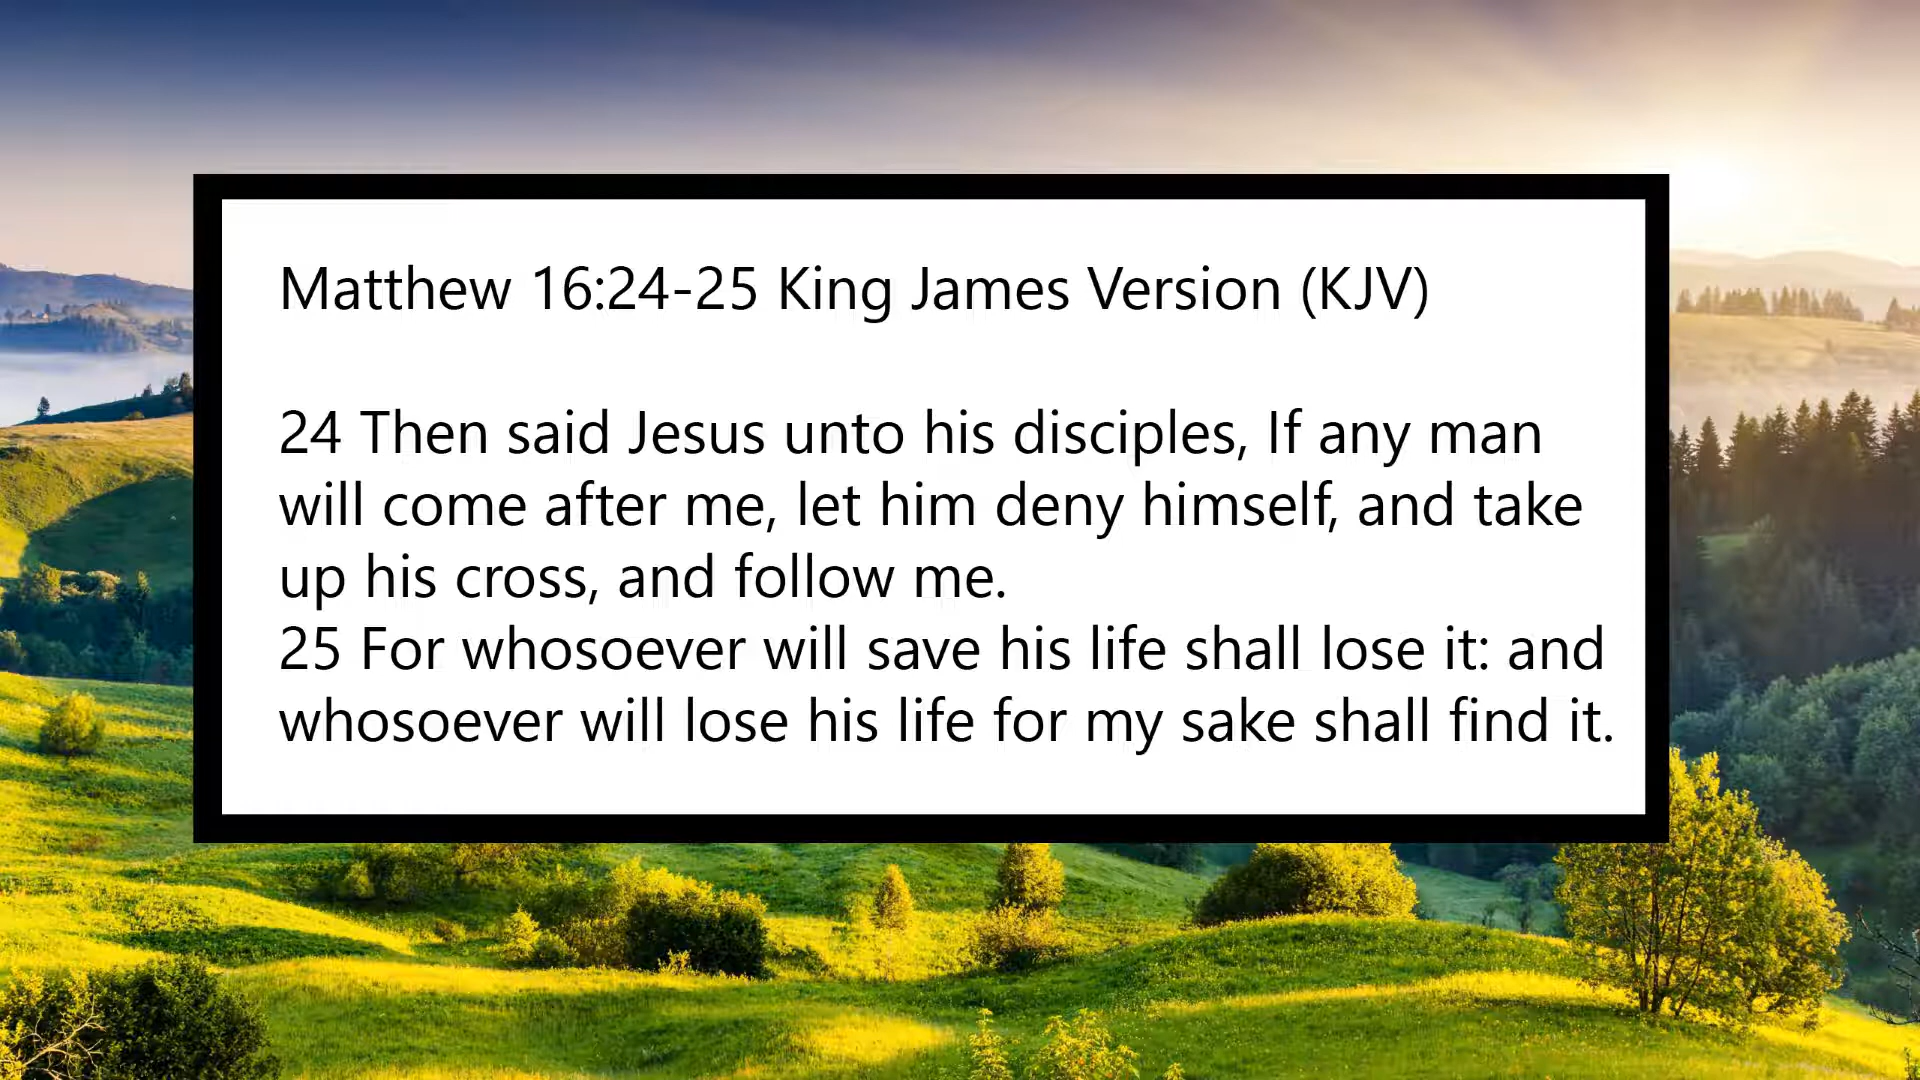 Matthew 16:24-25 King James Version (KJV)
24 Then said Jesus unto his disciples, If any man
will come after me, let him deny himself, and take
up his cross, and follow me.
25 For whosoever will save his life shall lose it: and
whosoever will lose his life for my sake shall find it.